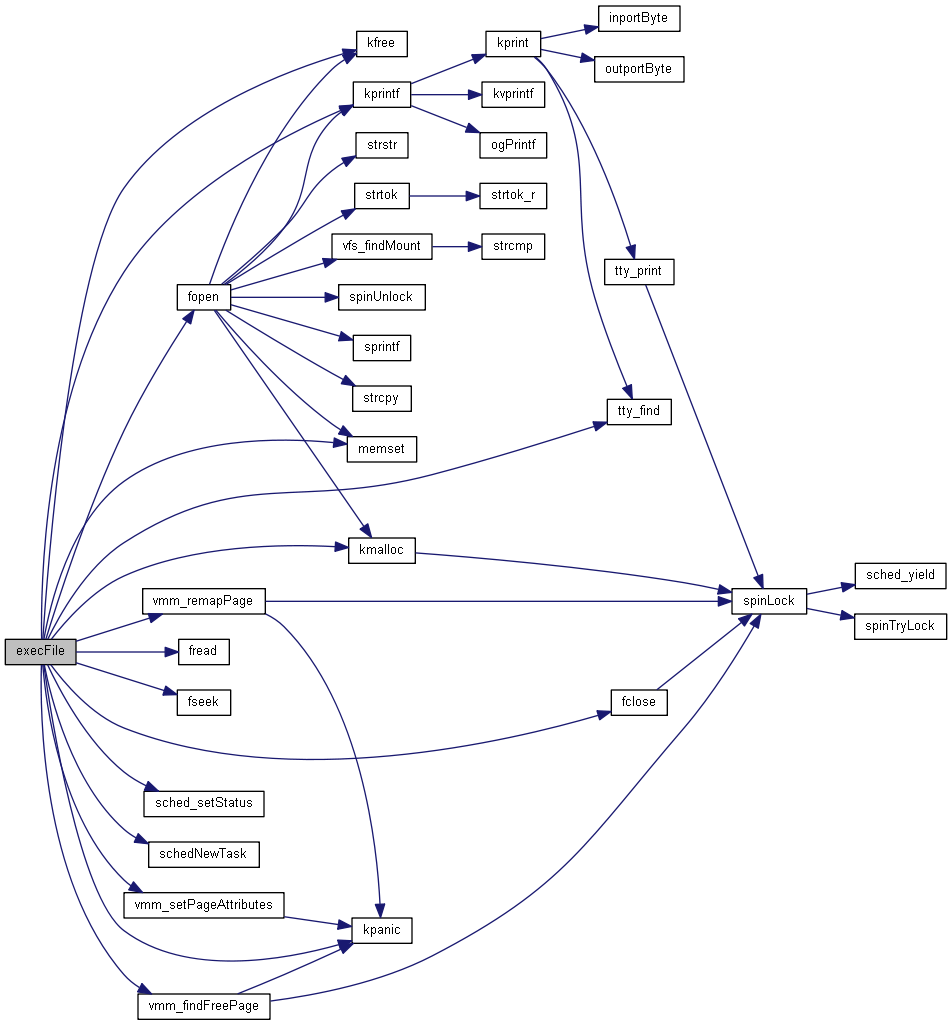 inportByte
kfree
kprint
outportByte
kprintf
kvprintf
strstr
ogPrintf
strtok
strtok_r
vfs_findMount
strcmp
tty_print
fopen
spinUnlock
sprintf
strcpy
tty_find
memset
kmalloc
sched_yield
vmm_remapPage
spinLock
spinTryLock
execFile
fread
fseek
fclose
sched_setStatus
schedNewTask
vmm_setPageAttributes
kpanic
vmm_findFreePage